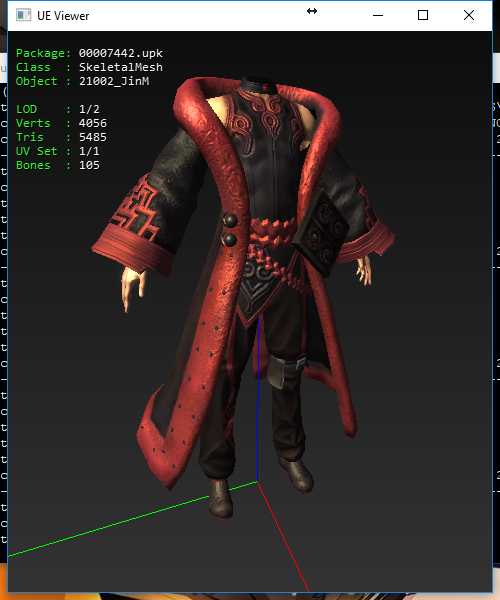 UE Viewer
Package: 00007442.upk
Class : SkeletalMesh
Object : 21002_JinM
LOD : 1/2
Verts : 4056
Tris : 5485
UV Set : 1/1
Bones : 105